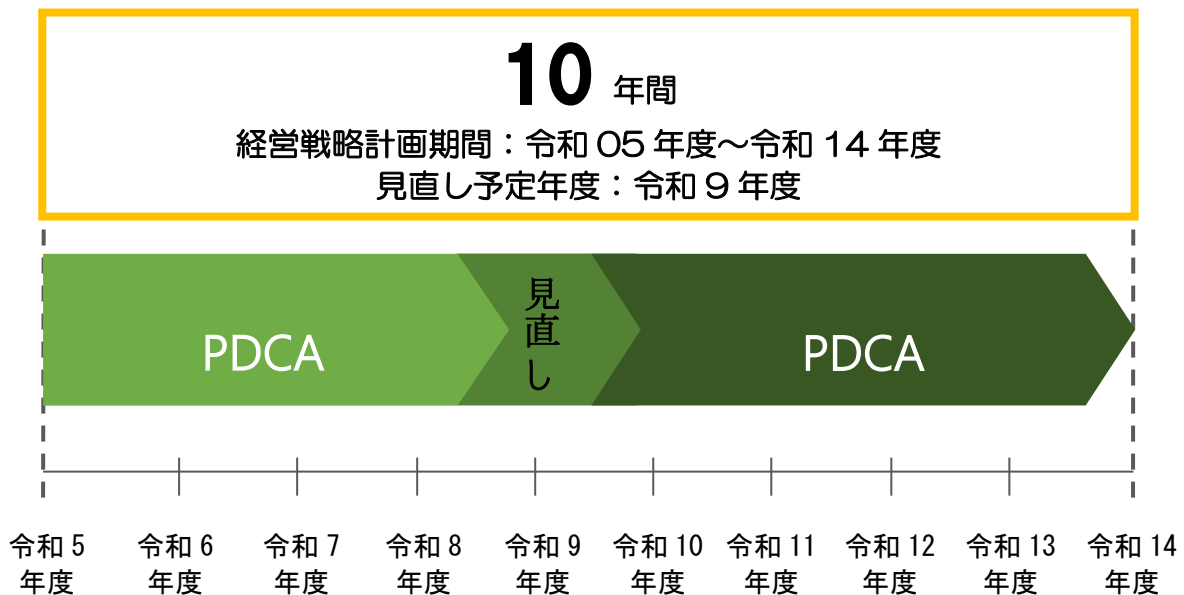 10 年間
経営戦略計画期間：令和 05 年度～令和 14 年度
見直し予定年度：令和 9 年度
PDCA
見直し
PDCA
令和 5 年度
令和 6 年度
令和 7 年度
令和 8 年度
令和 9 年度
令和 10 年度
令和 11 年度
令和 12 年度
令和 13 年度
令和 14 年度